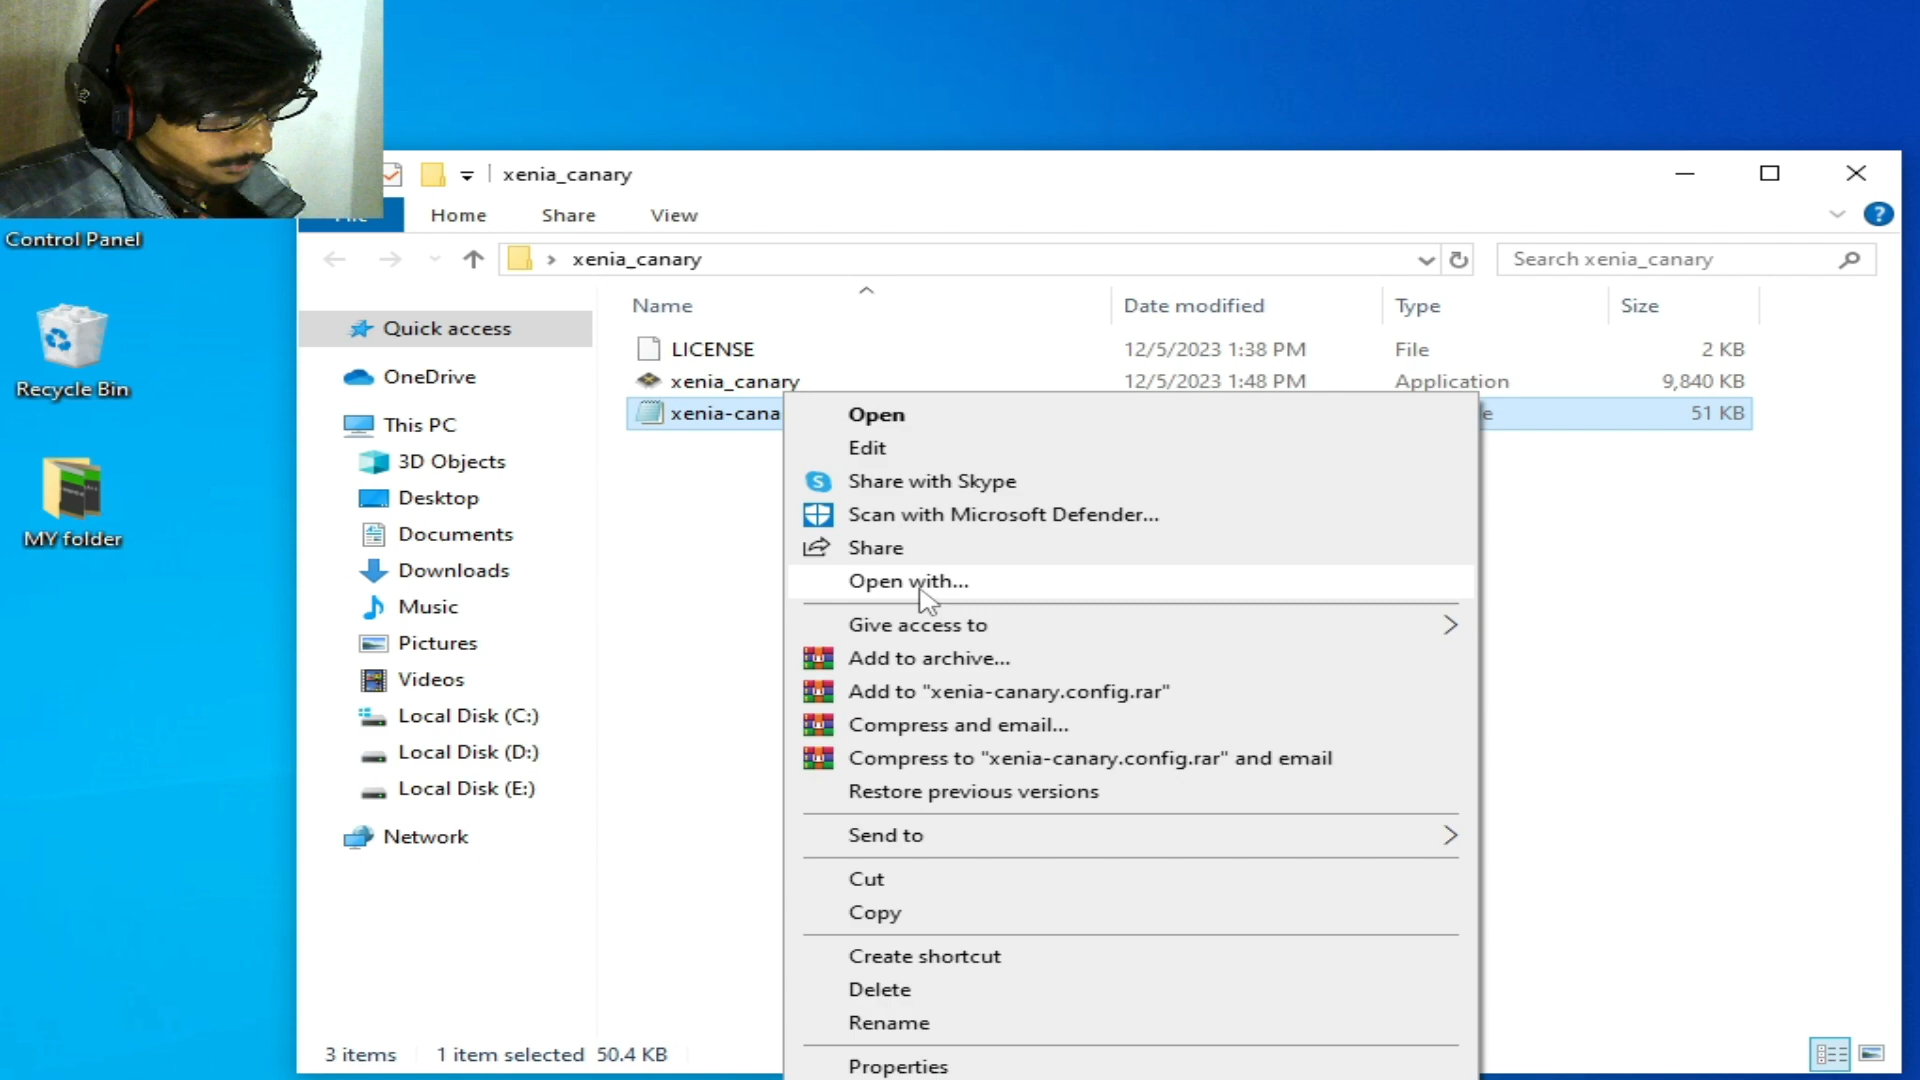 xenia_canary
File Home Share View
Control Panel
xenia_canary
Search xenia_canary
Name Date modified Type Size
Quick access
LICENSE 12/5/2023 1:38 PM File 2 KB
OneDrive
xenia_canary 12/5/2023 1:48 PM Application 9,840 KB
Recycle Bin
xenia-cana e 51 KB
This PC
3D Objects
Desktop
Documents
Downloads
Music
Pictures
Videos
Local Disk (C:)
Local Disk (D:)
Local Disk (E:)
Network
MY folder
Open
Edit
Share with Skype
Scan with Microsoft Defender...
Share
Open with...
Give access to
Add to archive...
Add to "xenia-canary.config.rar"
Compress and email...
Compress to "xenia-canary.config.rar" and email
Restore previous versions
Send to
Cut
Copy
Create shortcut
Delete
Rename
Properties
3 items 1 item selected 50.4 KB